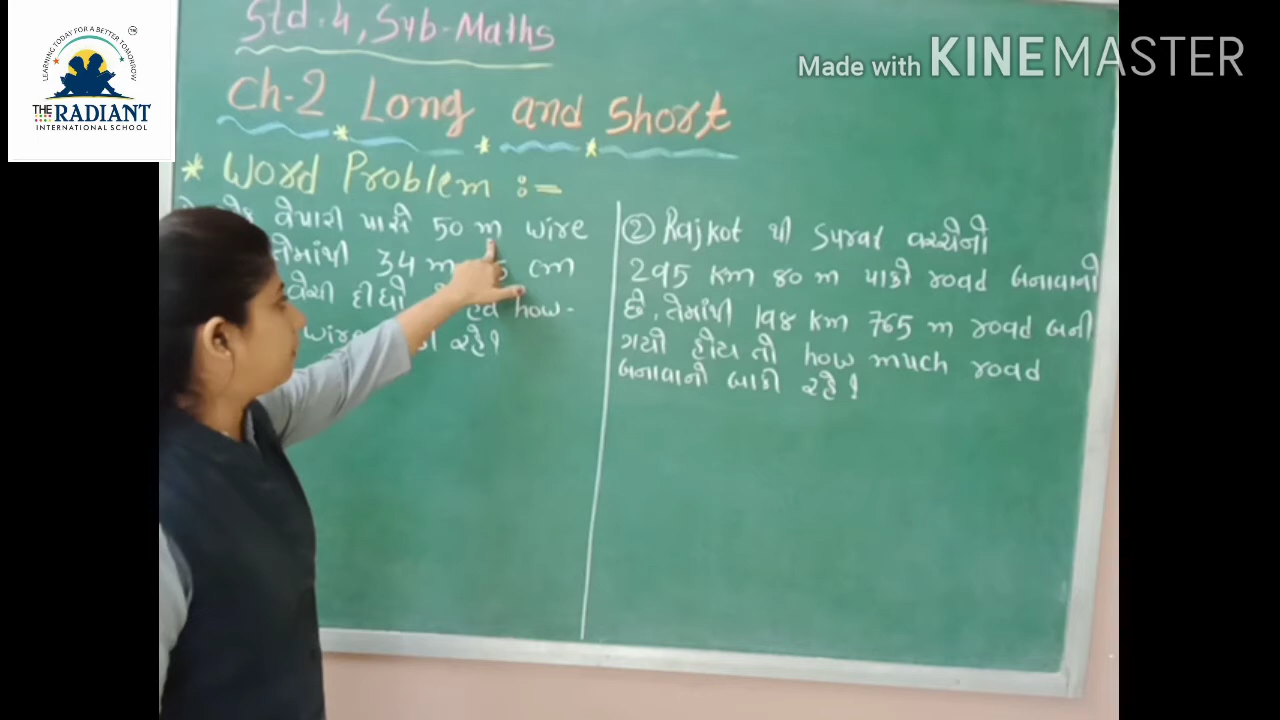 LEARNING TODAY FOR A BETTER TOMORROW
TM
THE RADIANT
INTERNATIONAL SCHOOL
Made with KINEMASTER
Std.4, Sub-Maths
Ch-2 Long and Short
* Word Problem :-
વેપારી પાસે 50 m wire
તેમાંથી 34 m cm
વેચી દીધો how-
રહે?
② Rajkot થી Surat વચ્ચેનો
295 km 80 m પાકો road બનાવાનો
છે. તેમાંથી 198 km 765 m road બની
ગયો હોય તો how much road
બનાવાનો બાકી રહે?